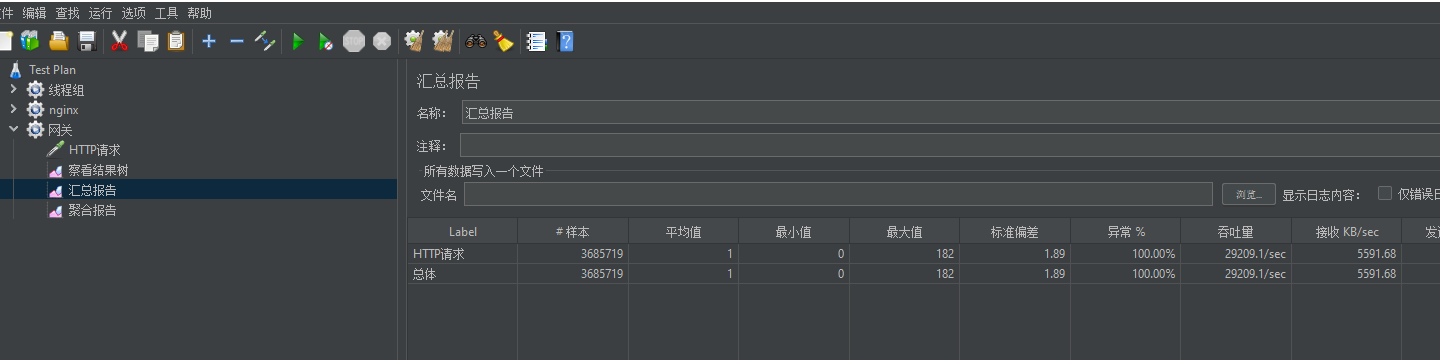 件 编辑 查找 运行 选项 工具 帮助
STOP
?
Test Plan
线程组
nginx
网关
HTTP请求
察看结果树
汇总报告
聚合报告
汇总报告
名称: 汇总报告
注释:
所有数据写入一个文件
文件名 浏览... 显示日志内容: 仅错误日
Label # 样本 平均值 最小值 最大值 标准偏差 异常 % 吞吐量 接收 KB/sec 发
HTTP请求 3685719 1 0 182 1.89 100.00% 29209.1/sec 5591.68
总体 3685719 1 0 182 1.89 100.00% 29209.1/sec 5591.68